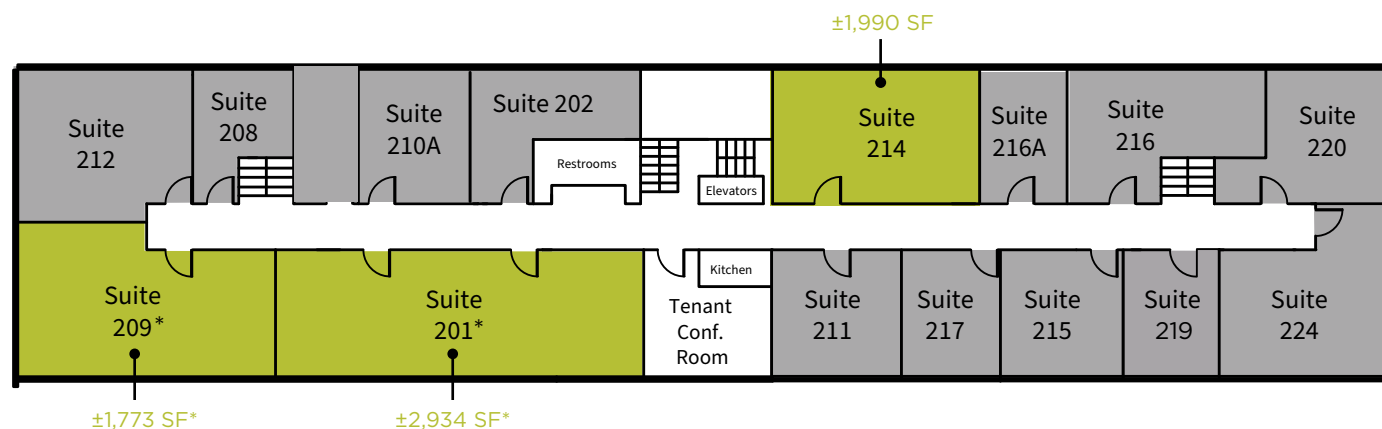 ±1,990 SF
Suite
212
Suite
208
Suite
210A
Suite 202
Restrooms
Elevators
Suite
214
Suite
216A
Suite
216
Suite
220
Suite
209*
Suite
201*
Kitchen
Tenant
Conf.
Room
Suite
211
Suite
217
Suite
215
Suite
219
Suite
224
±1,773 SF*
±2,934 SF*